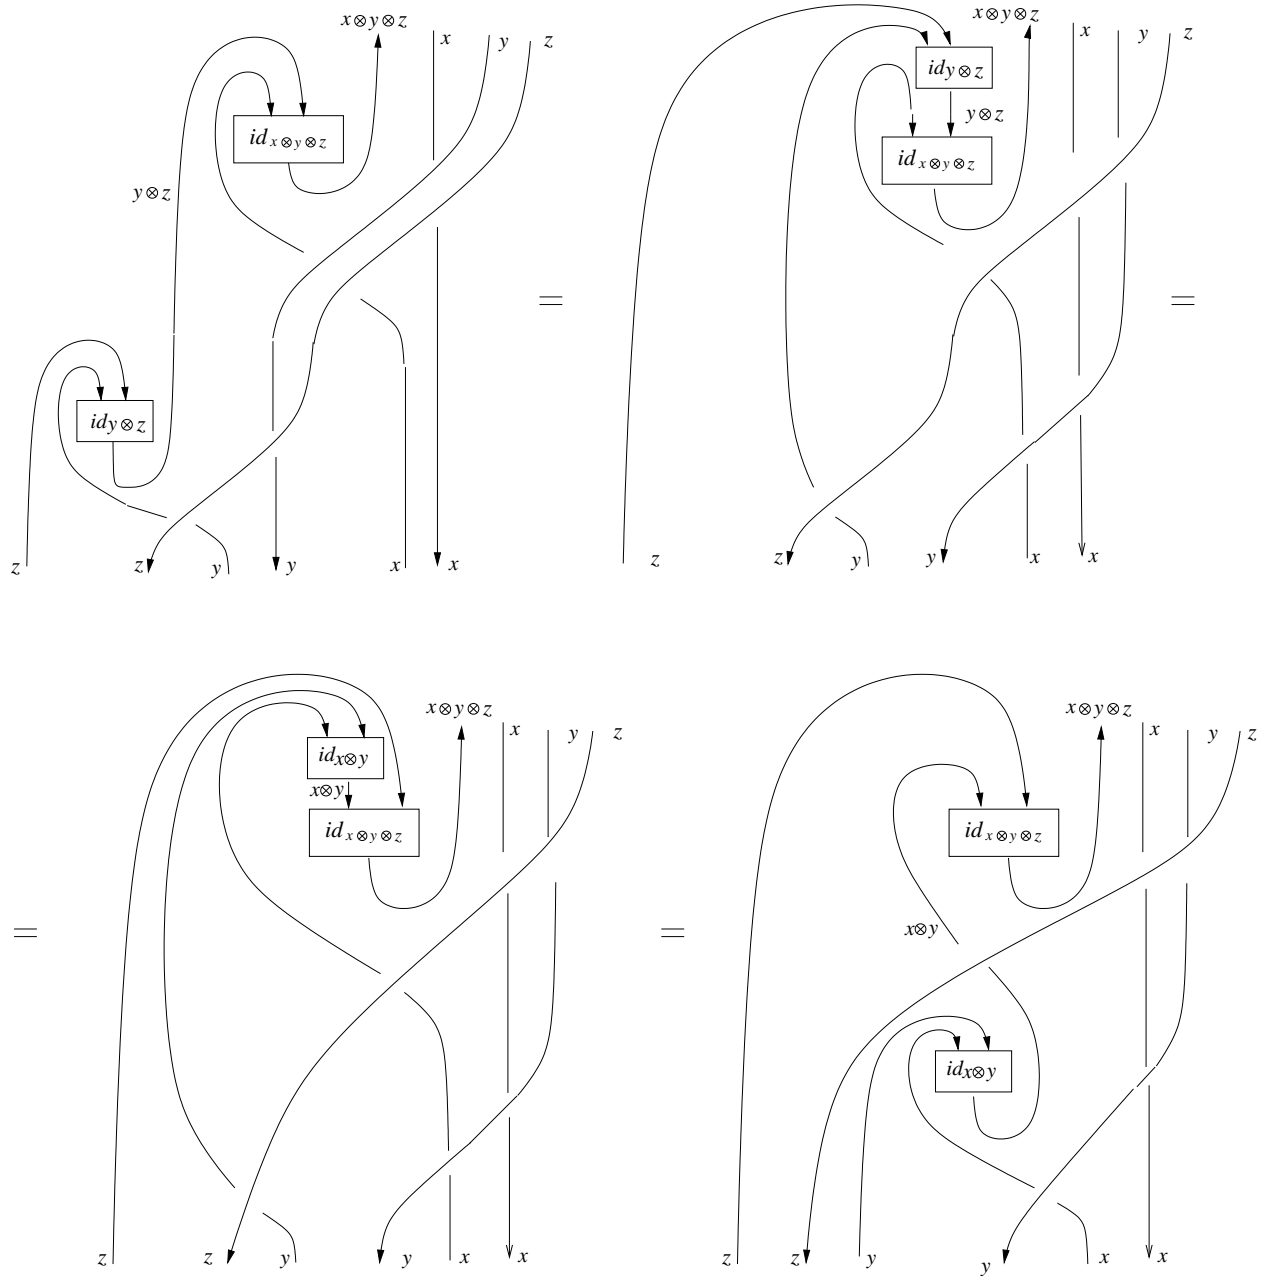 x⊗y⊗z x y z
id x⊗y⊗z
y⊗z
idy⊗z
z z y y x x
=
x⊗y⊗z x y z
idy⊗z
y⊗z
id x⊗y⊗z
z z y y x x
=
=
x⊗y⊗z x y z
idx⊗y
x⊗y
id x⊗y⊗z
z z y y x x
=
x⊗y⊗z x y z
id x⊗y⊗z
x⊗y
idx⊗y
z z y y x x